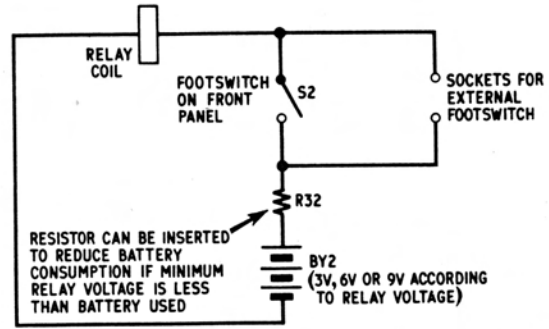 RELAY
COIL
FOOTSWITCH
ON FRONT
PANEL
S2
SOCKETS FOR
EXTERNAL
FOOTSWITCH
R32
RESISTOR CAN BE INSERTED
TO REDUCE BATTERY
CONSUMPTION IF MINIMUM
RELAY VOLTAGE IS LESS
THAN BATTERY USED
BY2
(3V, 6V OR 9V ACCORDING
TO RELAY VOLTAGE)